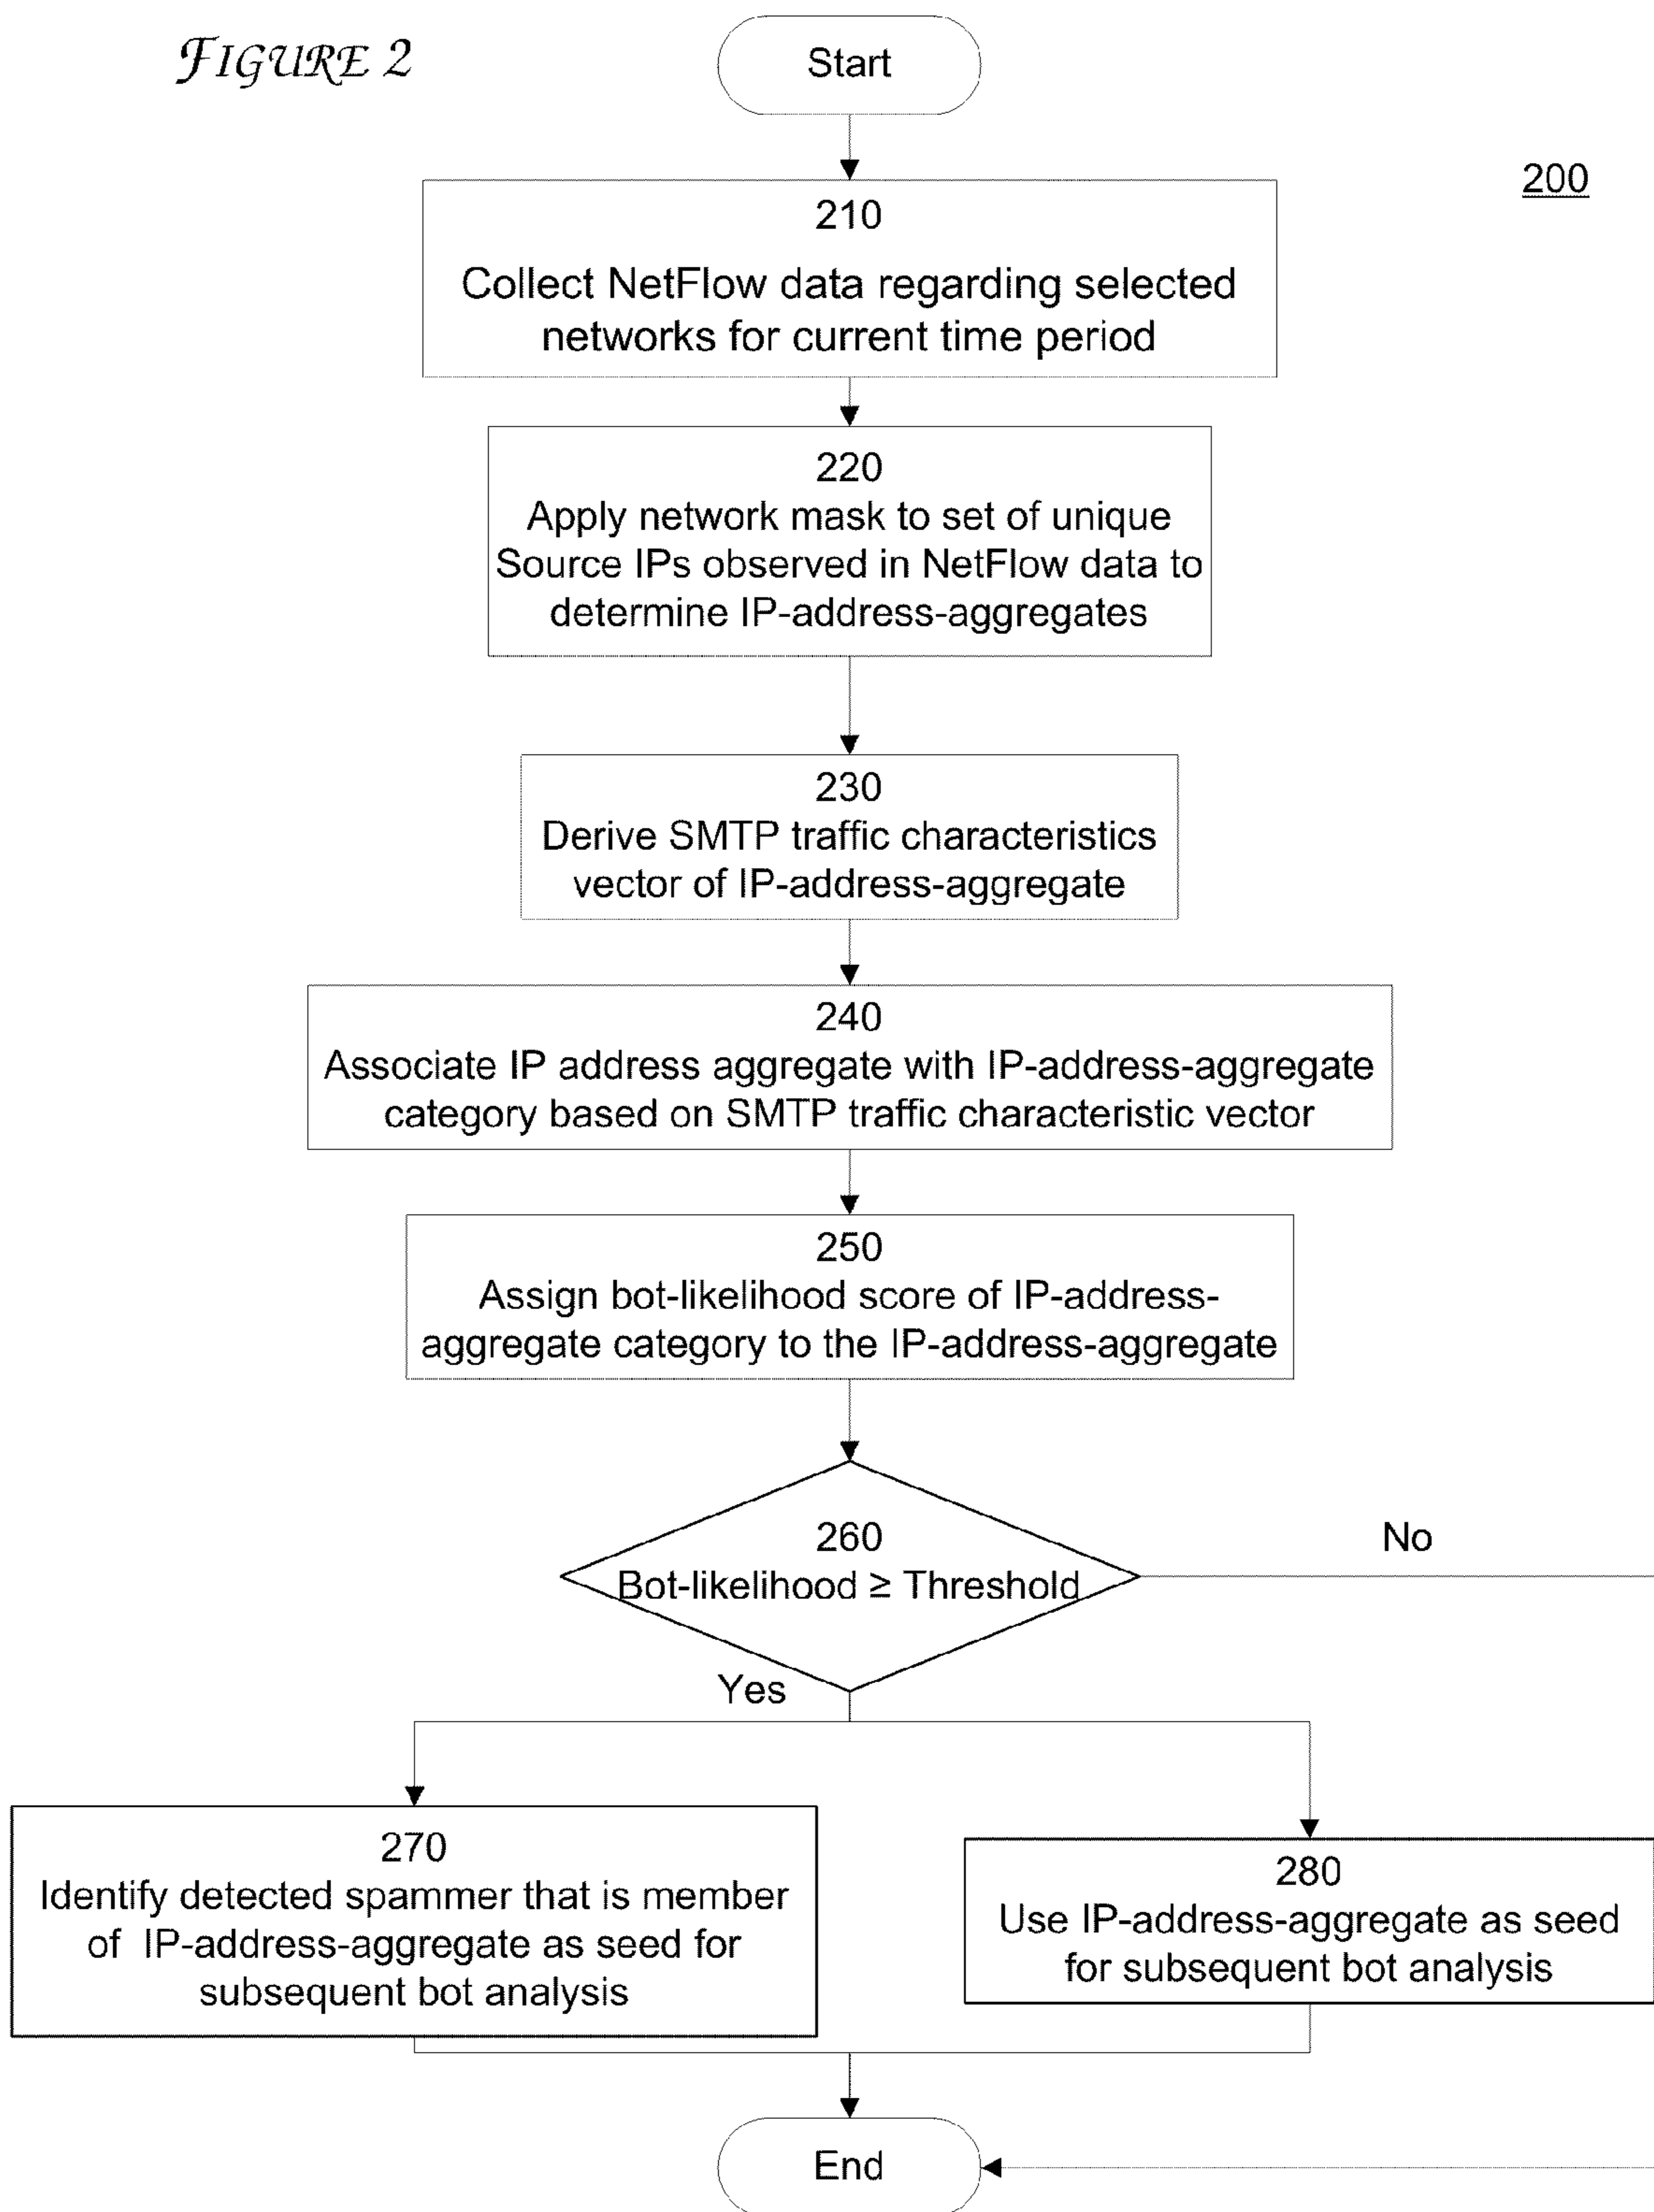 FIGURE 2
Start
200
210
Collect NetFlow data regarding selected
networks for current time period
220
Apply network mask to set of unique
Source IPs observed in NetFlow data to
determine IP-address-aggregates
230
Derive SMTP traffic characteristics
vector of IP-address-aggregate
240
Associate IP address aggregate with IP-address-aggregate
category based on SMTP traffic characteristic vector
250
Assign bot-likelihood score of IP-address-
aggregate category to the IP-address-aggregate
260
Bot-likelihood ≥ Threshold
No
Yes
270
Identify detected spammer that is member
of IP-address-aggregate as seed for
subsequent bot analysis
280
Use IP-address-aggregate as seed
for subsequent bot analysis
End